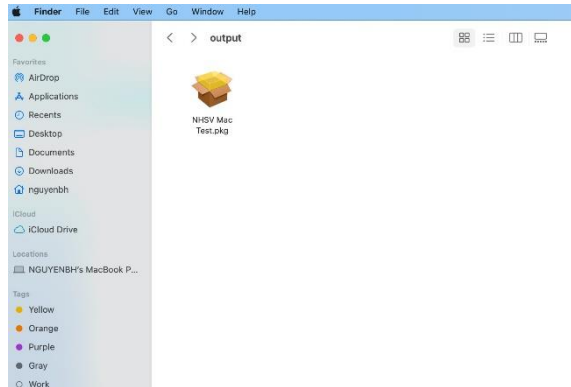 Finder File Edit View Go Window Help
output
Favorites
AirDrop
Applications
Recents
Desktop
Documents
Downloads
nguyenbh
iCloud
iCloud Drive
Locations
NGUYENBH's MacBook P...
Tags
Yellow
Orange
Purple
Gray
Work
NHSV Mac
Test.pkg